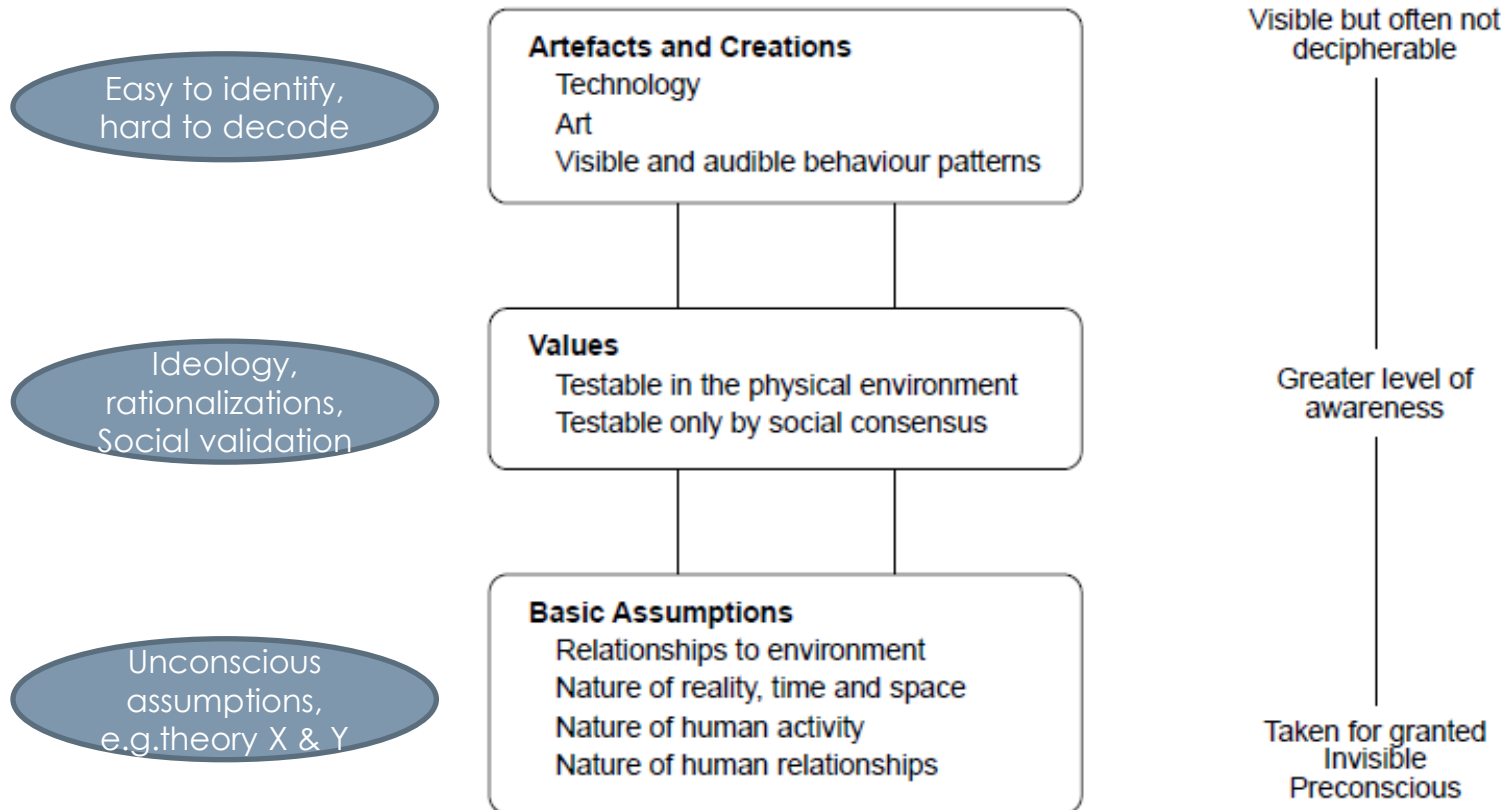 Easy to identify,
hard to decode
Artefacts and Creations
Technology
Art
Visible and audible behaviour patterns
Visible but often not
decipherable
Ideology,
rationalizations,
Social validation
Values
Testable in the physical environment
Testable only by social consensus
Greater level of
awareness
Unconscious
assumptions,
e.g.theory X & Y
Basic Assumptions
Relationships to environment
Nature of reality, time and space
Nature of human activity
Nature of human relationships
Taken for granted
Invisible
Preconscious